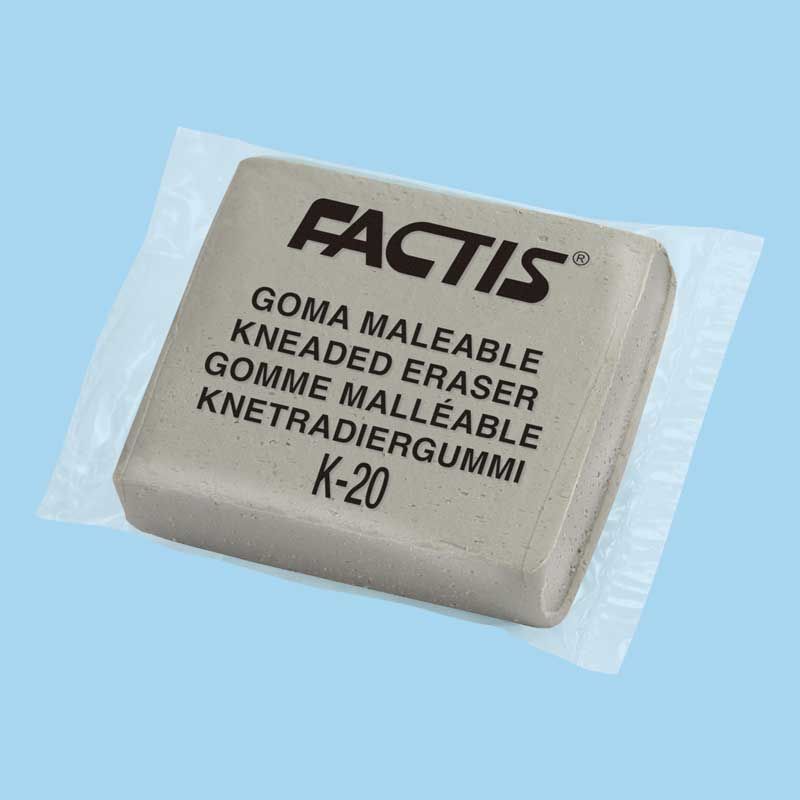 FACTIS®
GOMA MALEABLE
KNEADED ERASER
GOMME MALLÉABLE
KNETRADIERGUMMI
K-20